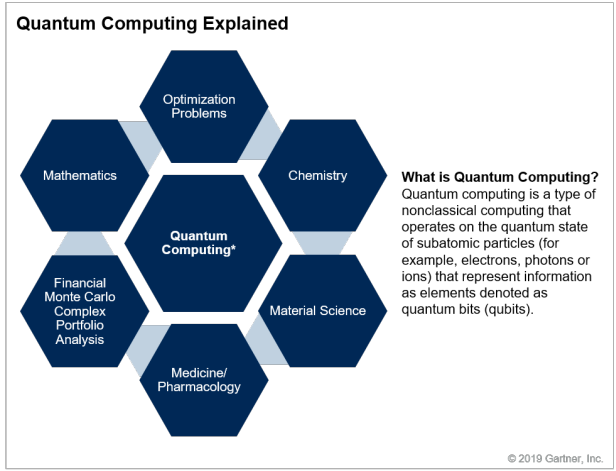 Quantum Computing Explained
Optimization
Problems
Mathematics
Chemistry
Quantum
Computing*
Financial
Monte Carlo
Complex
Portfolio
Analysis
Material Science
Medicine/
Pharmacology
What is Quantum Computing?
Quantum computing is a type of
nonclassical computing that
operates on the quantum state
of subatomic particles (for
example, electrons, photons or
ions) that represent information
as elements denoted as
quantum bits (qubits).
© 2019 Gartner, Inc.